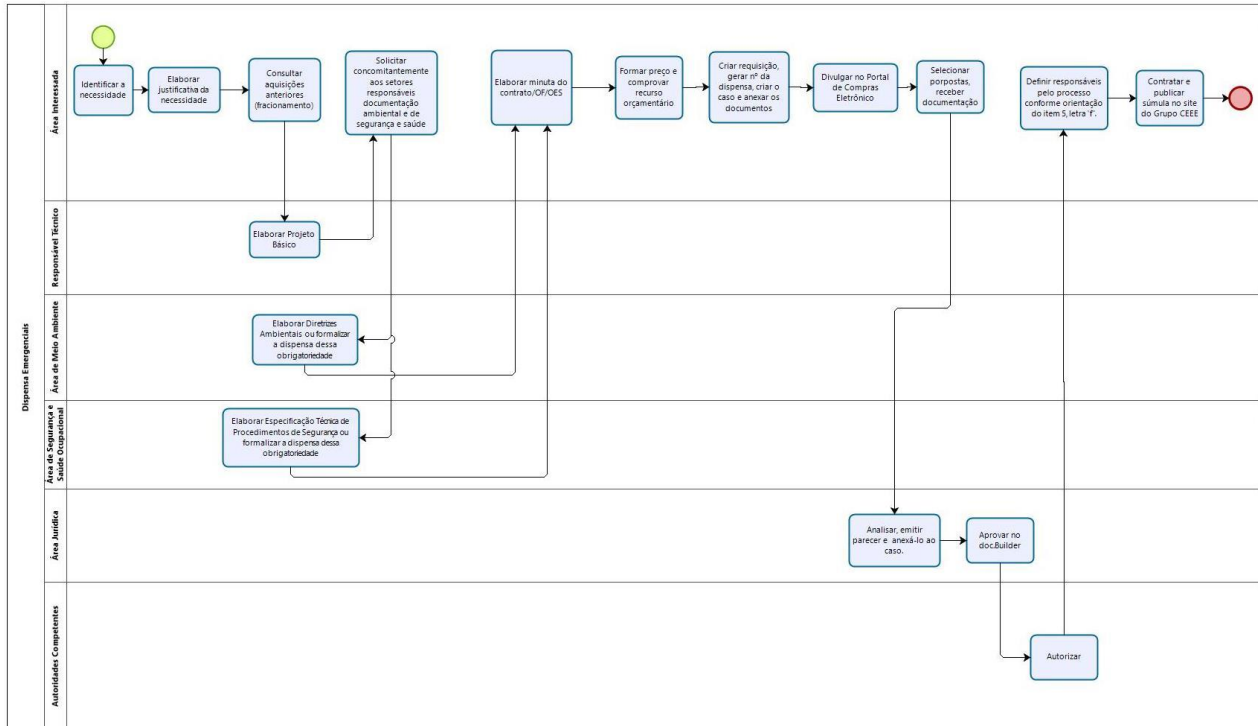 Dispensa Emergenciais
Área Interessada
Identificar a
necessidade
Elaborar
justificativa da
necessidade
Consultar
aquisições
anteriores
(fracionamento)
Solicitar
concomitantemente
aos setores
responsáveis
documentação
ambiental e de
segurança e saúde
Elaborar minuta do
contrato/OF/OES
Formar preço e
comprovar
recurso
orçamentário
Criar requisição,
gerar nº da
dispensa, criar o
caso e anexar os
documentos
Divulgar no Portal
de Compras
Eletrônico
Selecionar
propostas,
receber
documentação
Definir responsáveis
pelo processo
conforme orientação
do item 5, letra 'f'.
Contratar e
publicar
súmula no site
do Grupo CEEE
Responsável Técnico
Elaborar Projeto
Básico
Área de Meio Ambiente
Elaborar Diretrizes
Ambientais ou formalizar
a dispensa dessa
obrigatoriedade
Área de Segurança e
Saúde Ocupacional
Elaborar Especificação Técnica de
Procedimentos de Segurança ou
formalizar a dispensa dessa
obrigatoriedade
Área Jurídica
Analisar, emitir
parecer e anexá-lo ao
caso.
Aprovar no
doc.Builder
Autoridades Competentes
Autorizar